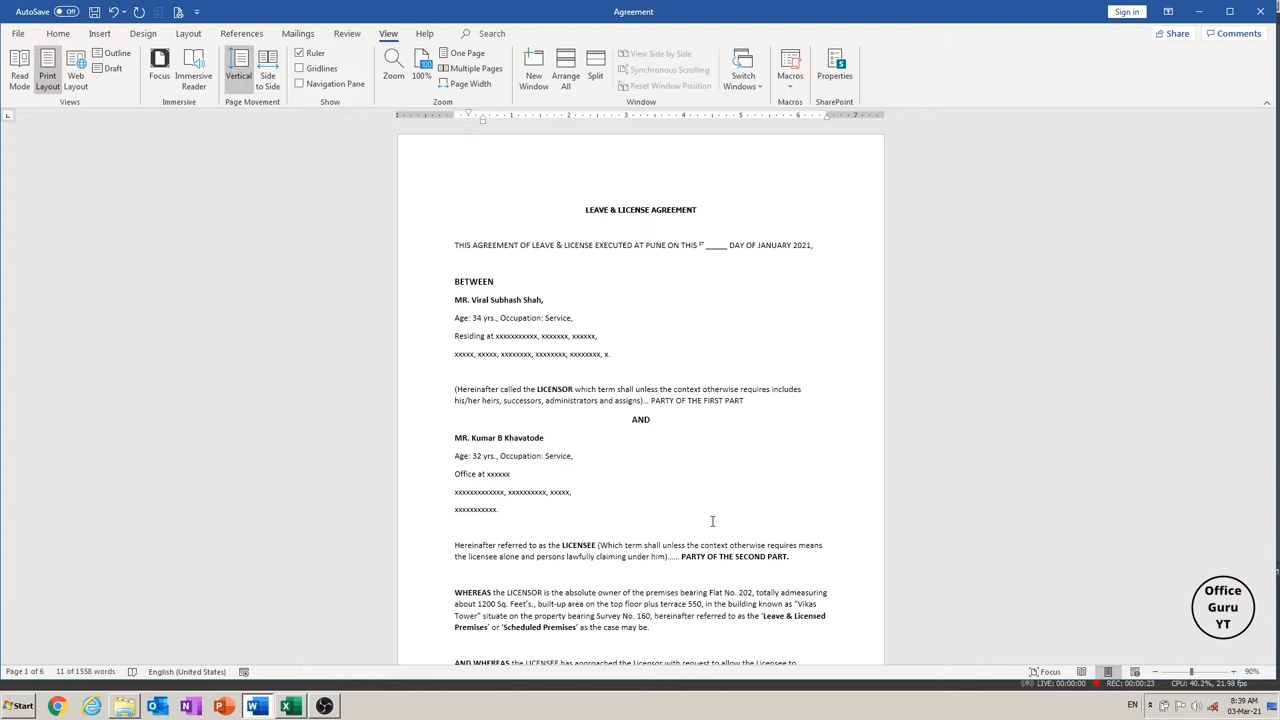 AutoSave Off Agreement Sign in
File Home Insert Design Layout References Mailings Review View Help Search Share Comments
Read Mode Print Layout Web Layout Outline Draft Focus Immersive Reader Vertical Side to Side Ruler Gridlines Navigation Pane Zoom 100% One Page Multiple Pages Page Width New Window Arrange All Split View Side by Side Synchronous Scrolling Reset Window Position Switch Windows Macros Properties
Views Immersive Page Movement Show Zoom Window Macros SharePoint
1 1 2 3 4 5 6 7
LEAVE & LICENSE AGREEMENT
THIS AGREEMENT OF LEAVE & LICENSE EXECUTED AT PUNE ON THIS ST _____ DAY OF JANUARY 2021,
BETWEEN
MR. Viral Subhash Shah,
Age: 34 yrs., Occupation: Service,
Residing at xxxxxxxxxxx, xxxxxxx, xxxxxx,
xxxxx, xxxxx, xxxxxxxx, xxxxxxxx, xxxxxxxx, x.
(Hereinafter called the LICENSOR which term shall unless the context otherwise requires includes
his/her heirs, successors, administrators and assigns)... PARTY OF THE FIRST PART
AND
MR. Kumar B Khavatode
Age: 32 yrs., Occupation: Service,
Office at xxxxxx
xxxxxxxxxxxxx, xxxxxxxxxx, xxxxx,
xxxxxxxxxxx.
Hereinafter referred to as the LICENSEE (Which term shall unless the context otherwise requires means
the licensee alone and persons lawfully claiming under him)...... PARTY OF THE SECOND PART.
WHEREAS the LICENSOR is the absolute owner of the premises bearing Flat No. 202, totally admeasuring
about 1200 Sq. Feet's., built-up area on the top floor plus terrace 550, in the building known as "Vikas
Tower" situate on the property bearing Survey No. 160, hereinafter referred to as the 'Leave & Licensed
Premises' or 'Scheduled Premises' as the case may be.
AND WHEREAS the LICENSEE has approached the Licensor with request to allow the Licensee to
Office
Guru
YT
Page 1 of 6 11 of 1558 words English (United States) Focus 90%
LIVE: 00:00:00 REC: 00:00:23 CPU: 40.2%, 21.98 fps
Start EN 8:39 AM
03-Mar-21